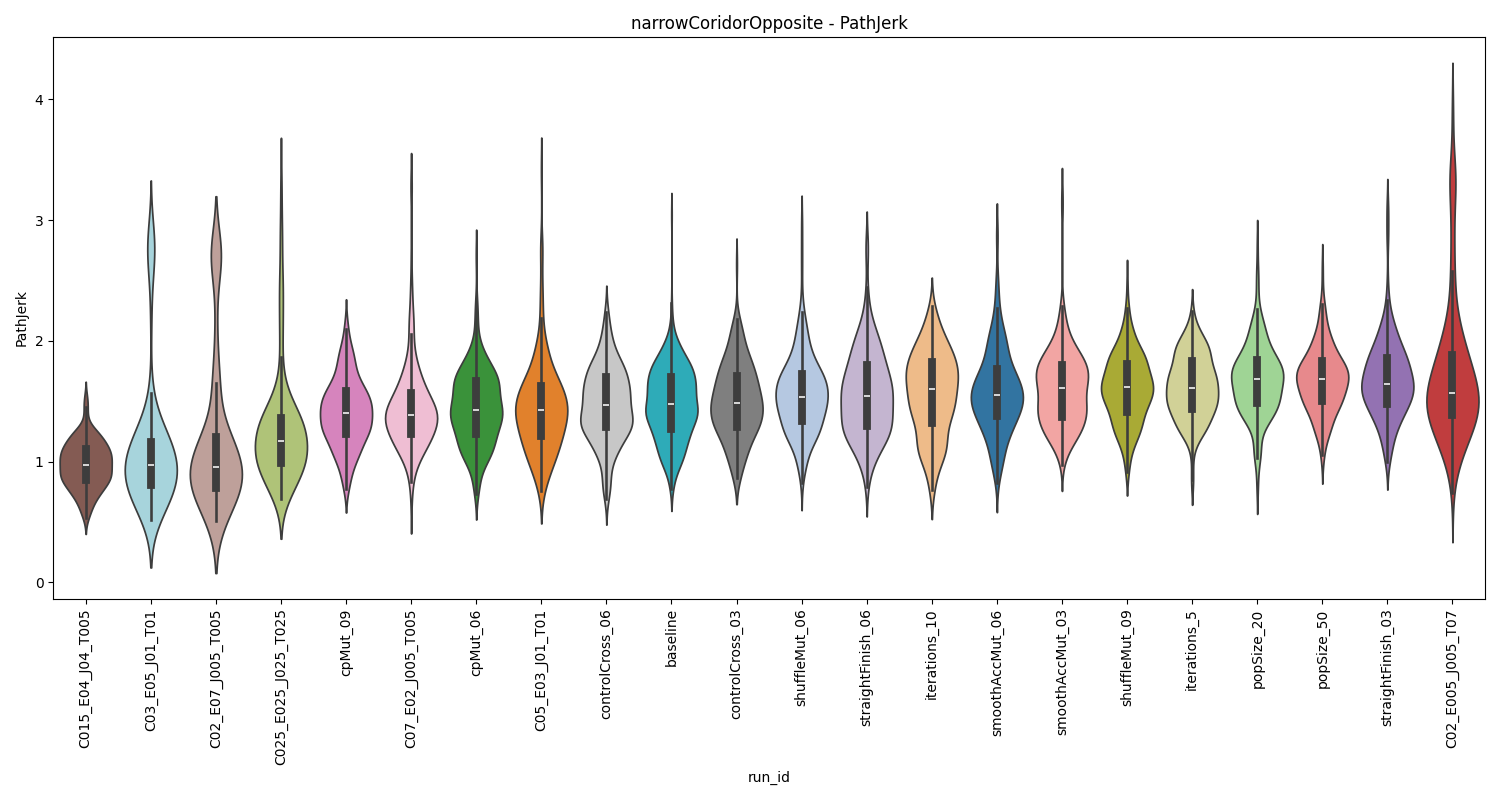 narrowCoridorOpposite - PathJerk
PathJerk
4
3
2
1
0
C015_E04_J04_T005
C03_E05_J01_T01
C02_E07_J005_T005
C025_E025_J025_T025
cpMut_09
C07_E02_J005_T005
cpMut_06
C05_E03_J01_T01
controlCross_06
baseline
controlCross_03
shuffleMut_06
straightFinish_06
iterations_10
smoothAccMut_06
smoothAccMut_03
shuffleMut_09
iterations_5
popSize_20
popSize_50
straightFinish_03
C02_E005_J005_T07
run_id